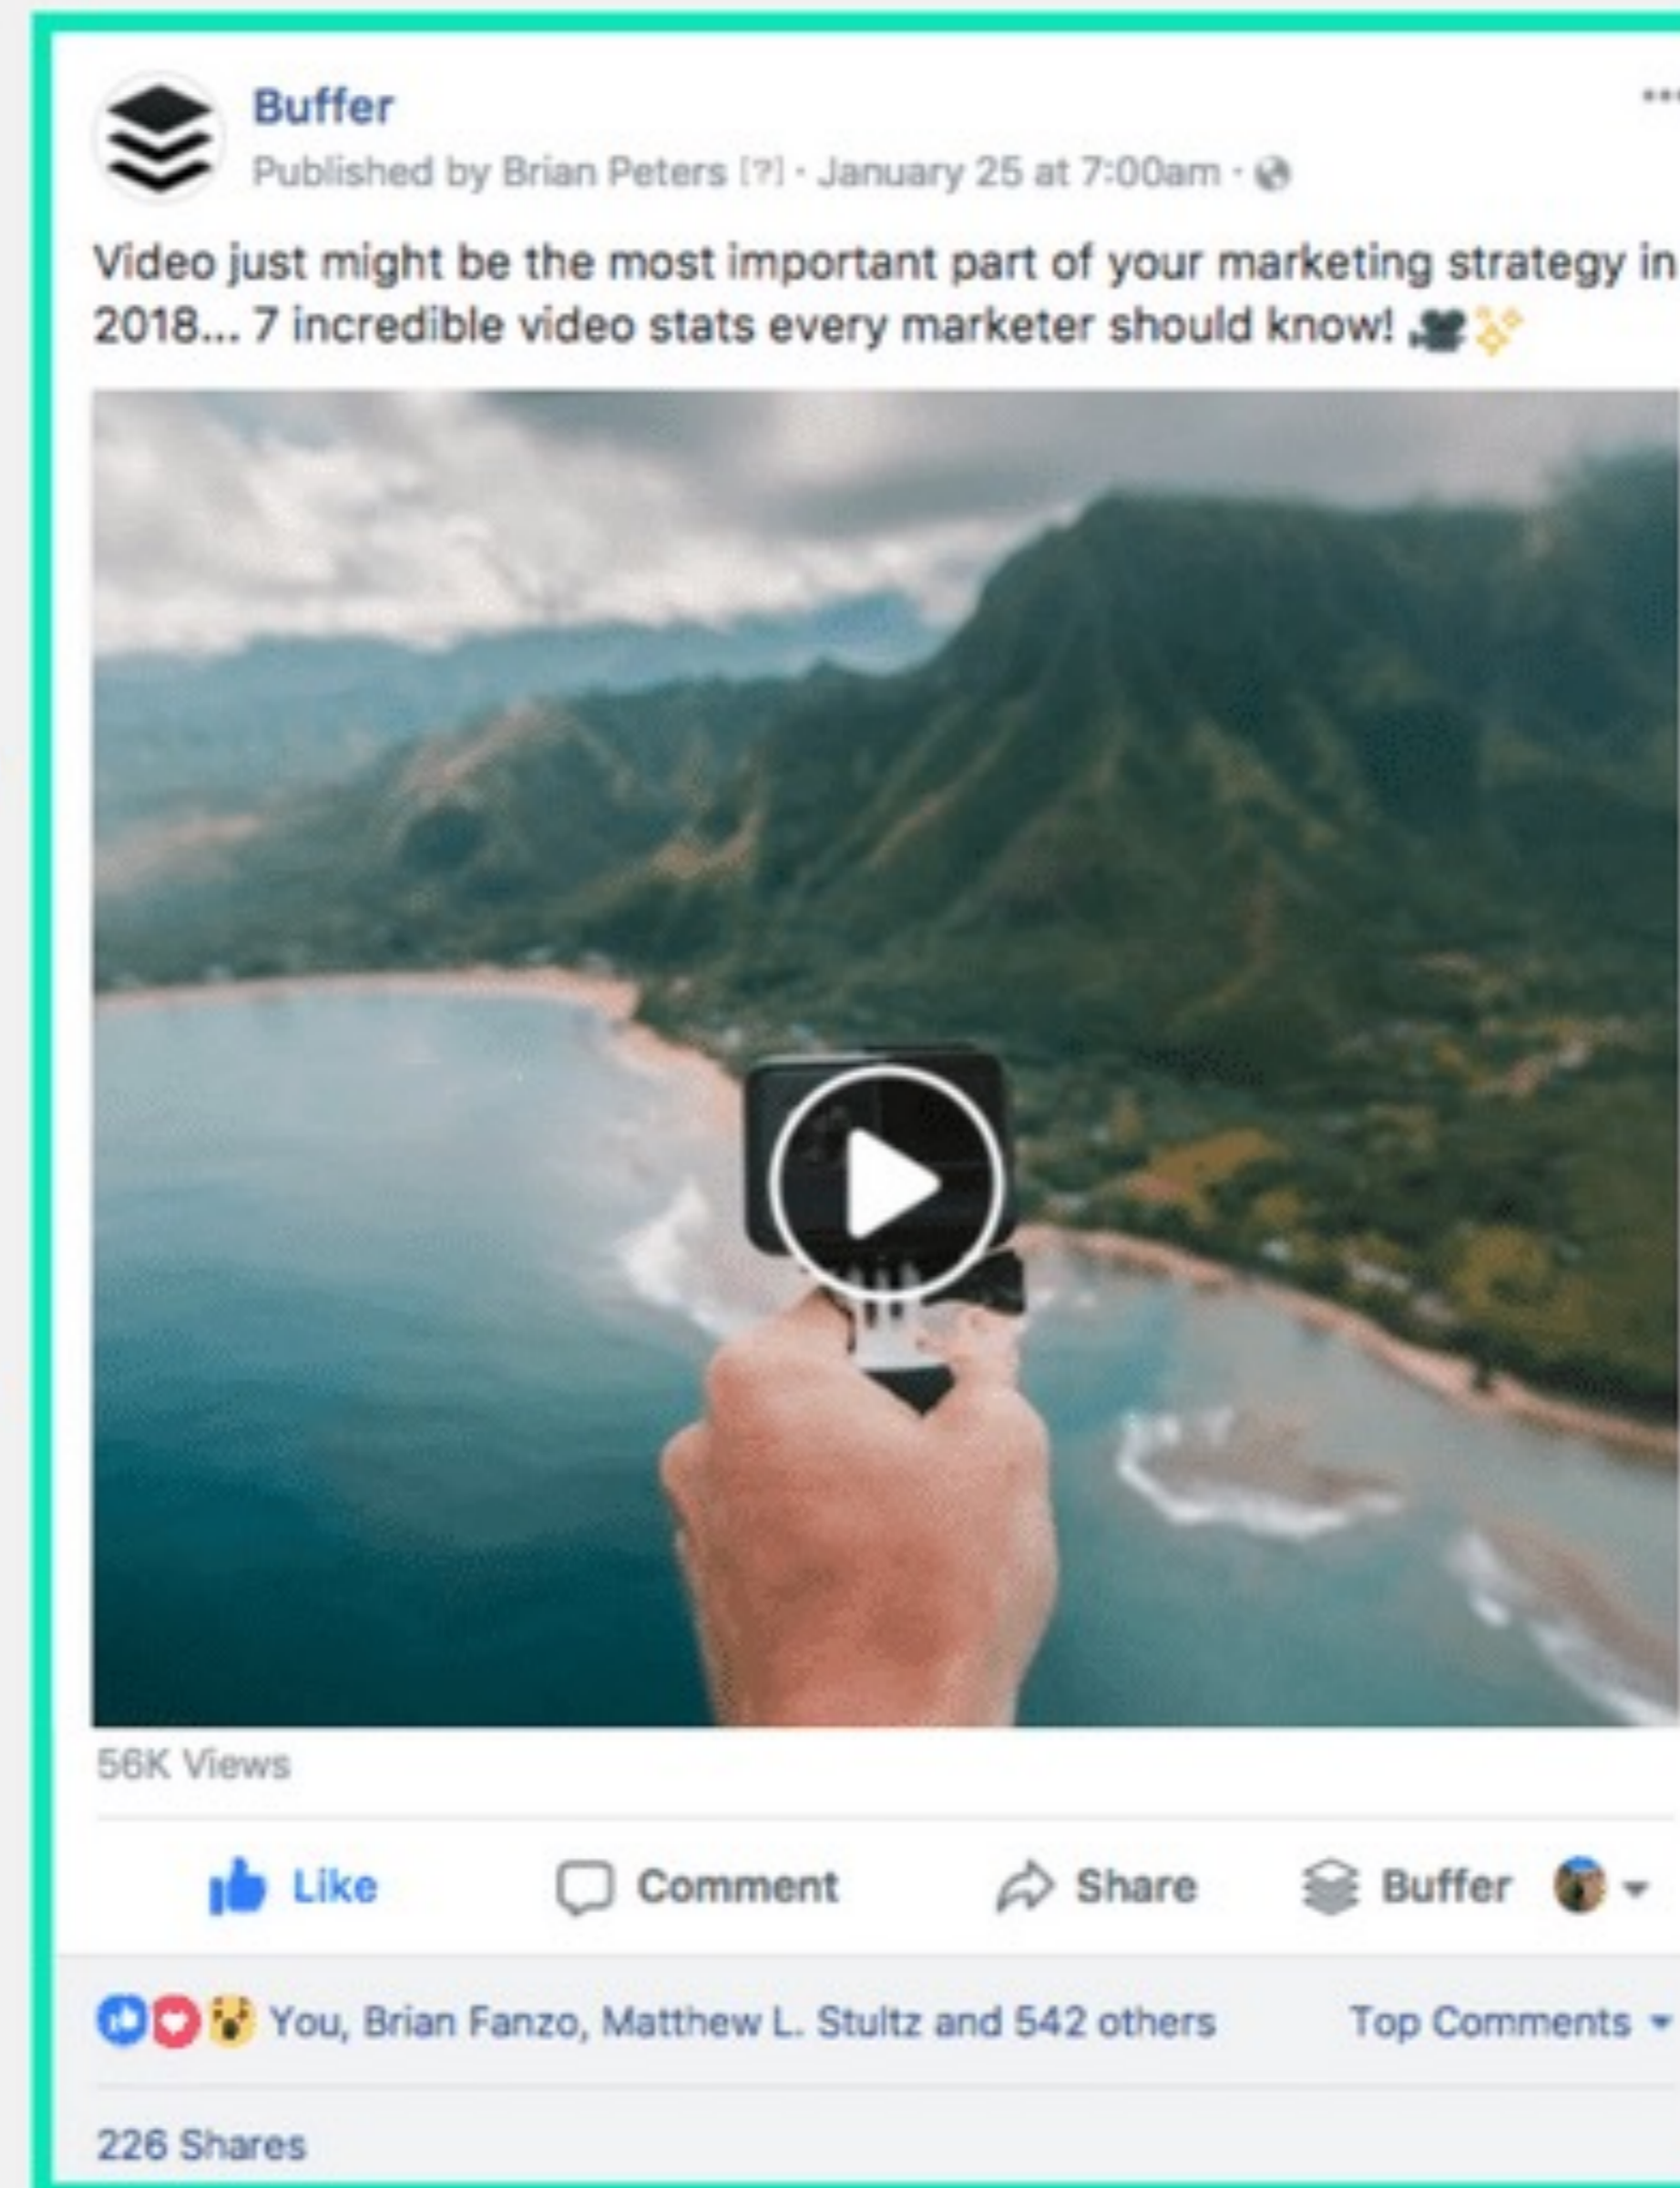 Buffer
Published by Brian Peters [?] · January 25 at 7:00am ·
Video just might be the most important part of your marketing strategy in
2018... 7 incredible video stats every marketer should know! 🎥✨
56K Views
Like Comment Share Buffer
You, Brian Fanzo, Matthew L. Stultz and 542 others Top Comments
226 Shares